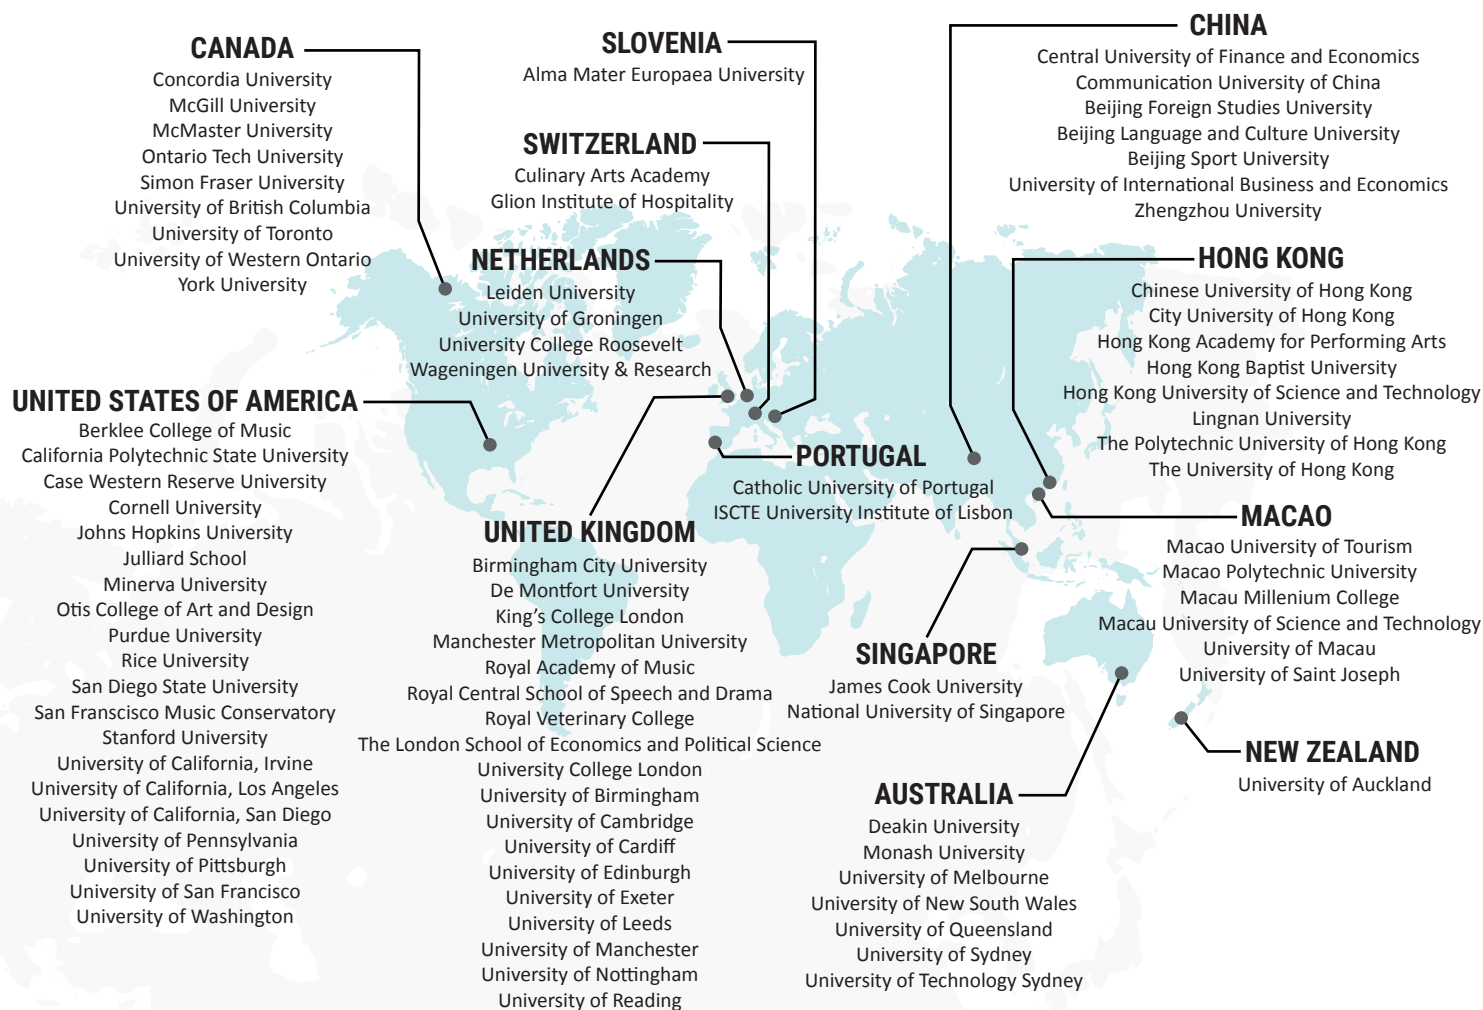 CANADA
Concordia University
McGill University
McMaster University
Ontario Tech University
Simon Fraser University
University of British Columbia
University of Toronto
University of Western Ontario
York University
UNITED STATES OF AMERICA
Berklee College of Music
California Polytechnic State University
Case Western Reserve University
Cornell University
Johns Hopkins University
Julliard School
Minerva University
Otis College of Art and Design
Purdue University
Rice University
San Diego State University
San Franscisco Music Conservatory
Stanford University
University of California, Irvine
University of California, Los Angeles
University of California, San Diego
University of Pennsylvania
University of Pittsburgh
University of San Francisco
University of Washington
SLOVENIA
Alma Mater Europaea University
SWITZERLAND
Culinary Arts Academy
Glion Institute of Hospitality
NETHERLANDS
Leiden University
University of Groningen
University College Roosevelt
Wageningen University & Research
UNITED KINGDOM
Birmingham City University
De Montfort University
King’s College London
Manchester Metropolitan University
Royal Academy of Music
Royal Central School of Speech and Drama
Royal Veterinary College
The London School of Economics and Political Science
University College London
University of Birmingham
University of Cambridge
University of Cardiff
University of Edinburgh
University of Exeter
University of Leeds
University of Manchester
University of Nottingham
University of Reading
PORTUGAL
Catholic University of Portugal
ISCTE University Institute of Lisbon
SINGAPORE
James Cook University
National University of Singapore
AUSTRALIA
Deakin University
Monash University
University of Melbourne
University of New South Wales
University of Queensland
University of Sydney
University of Technology Sydney
CHINA
Central University of Finance and Economics
Communication University of China
Beijing Foreign Studies University
Beijing Language and Culture University
Beijing Sport University
University of International Business and Economics
Zhengzhou University
HONG KONG
Chinese University of Hong Kong
City University of Hong Kong
Hong Kong Academy for Performing Arts
Hong Kong Baptist University
Hong Kong University of Science and Technology
Lingnan University
The Polytechnic University of Hong Kong
The University of Hong Kong
MACAO
Macao University of Tourism
Macao Polytechnic University
Macau Millenium College
Macau University of Science and Technology
University of Macau
University of Saint Joseph
NEW ZEALAND
University of Auckland